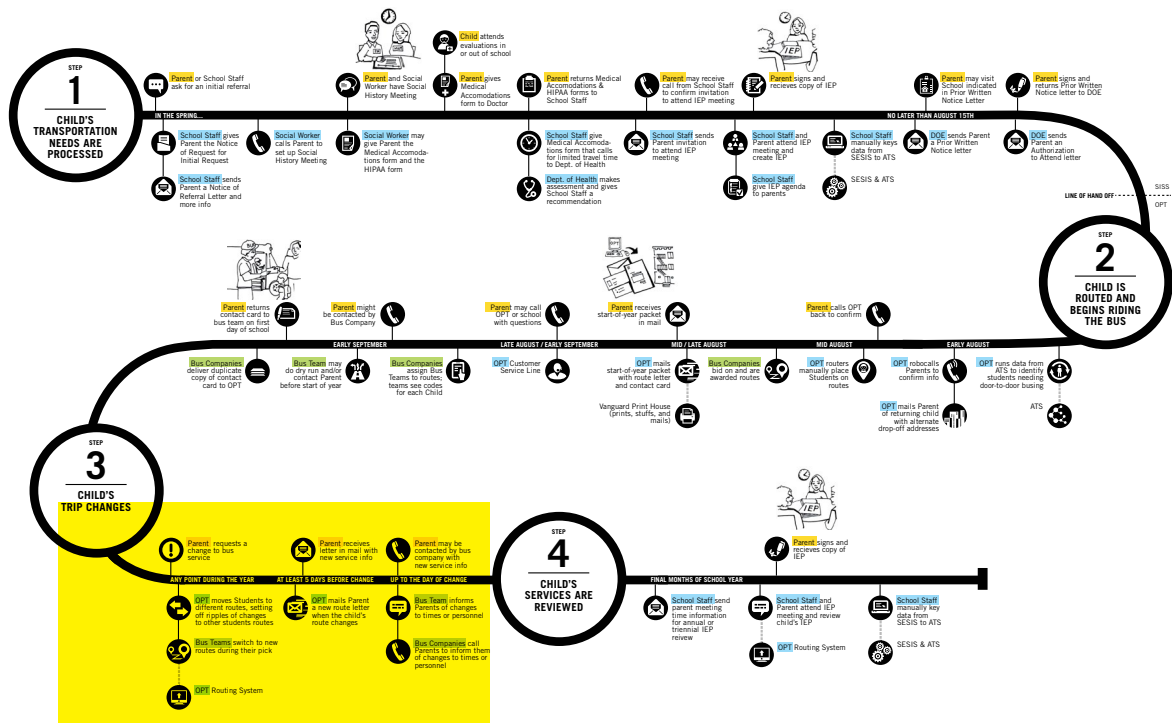 STEP
1
CHILD'S
TRANSPORTATION
NEEDS ARE
PROCESSED
Parent or School Staff
ask for an initial referral
Parent and Social
Worker have Social
History Meeting
Child attends
evaluations in
or out of school
Parent gives
Medical
Accomodations
form to Doctor
Parent returns Medical
Accomodations &
HIPAA forms to
School Staff
Parent may receive
call from School Staff
to confirm invitation
to attend IEP meeting
IEP
Parent signs and
recieves copy of IEP
Parent may visit
School indicated
in Prior Written
Notice Letter
Parent signs and
returns Prior Written
Notice letter to DOE
IN THE SPRING...
NO LATER THAN AUGUST 15TH
School Staff gives
Parent the Notice
of Request for
Initial Request
School Staff sends
Parent a Notice of
Referral Letter and
more info
Social Worker
calls Parent to
set up Social
History Meeting
Social Worker may
give Parent the
Medical Accomoda-
tions form and the
HIPAA form
School Staff give
Medical Accomoda-
tions form that calls
for limited travel time
to Dept. of Health
Dept. of Health makes
assessment and gives
School Staff a
recommendation
School Staff sends
Parent invitation
to attend IEP
meeting
School Staff and
Parent attend IEP
meeting and
create IEP
School Staff
give IEP agenda
to parents
School Staff
manually keys
data from
SESIS to ATS
SESIS & ATS
DOE sends Parent
a Prior Written
Notice letter
DOE sends
Parent an
Authorization
to Attend letter
LINE OF HAND OFF
SISS
OPT
STEP
2
CHILD IS
ROUTED AND
BEGINS RIDING
THE BUS
BUS
OPT
Parent returns
contact card to
bus team on first
day of school
Parent might
be contacted by
Bus Company
Parent may call
OPT or school
with questions
Parent receives
start-of-year packet
in mail
Parent calls OPT
back to confirm
EARLY SEPTEMBER
LATE AUGUST / EARLY SEPTEMBER
MID / LATE AUGUST
MID AUGUST
EARLY AUGUST
Bus Companies
deliver duplicate
copy of contact
card to OPT
Bus Team may
do dry run and/or
contact Parent
before start of year
Bus Companies
assign Bus
Teams to routes;
teams see codes
for each Child
OPT Customer
Service Line
OPT mails
start-of-year packet
with route letter
and contact card
Vanguard Print House
(prints, stuffs, and
mails)
Bus Companies
bid on and are
awarded routes
OPT routers
manually place
Students on
routes
OPT robocalls
Parents to
confirm info
OPT mails Parent
of returning child
with alternate
drop-off addresses
OPT runs data from
ATS to identify
students needing
door-to-door busing
ATS
STEP
3
CHILD'S
TRIP CHANGES
Parent requests a
change to bus
service
Parent receives
letter in mail with
new service info
Parent may be
contacted by bus
company with
new service info
ANY POINT DURING THE YEAR
AT LEAST 5 DAYS BEFORE CHANGE
UP TO THE DAY OF CHANGE
OPT moves Students to
different routes, setting
off ripples of changes
to other students routes
Bus Teams switch to new
routes during their pick
OPT Routing System
OPT mails Parent
a new route letter
when the child's
route changes
Bus Team informs
Parents of changes
to times or personnel
Bus Companies call
Parents to inform them
of changes to times or
personnel
STEP
4
CHILD'S
SERVICES ARE
REVIEWED
IEP
Parent signs and
recieves copy of
IEP
FINAL MONTHS OF SCHOOL YEAR
School Staff send
parent meeting
time information
for annual or
triennial IEP
reivew
School Staff and
Parent attend IEP
meeting and review
child's IEP
OPT Routing System
School Staff
manually key
data from
SESIS to ATS
SESIS & ATS